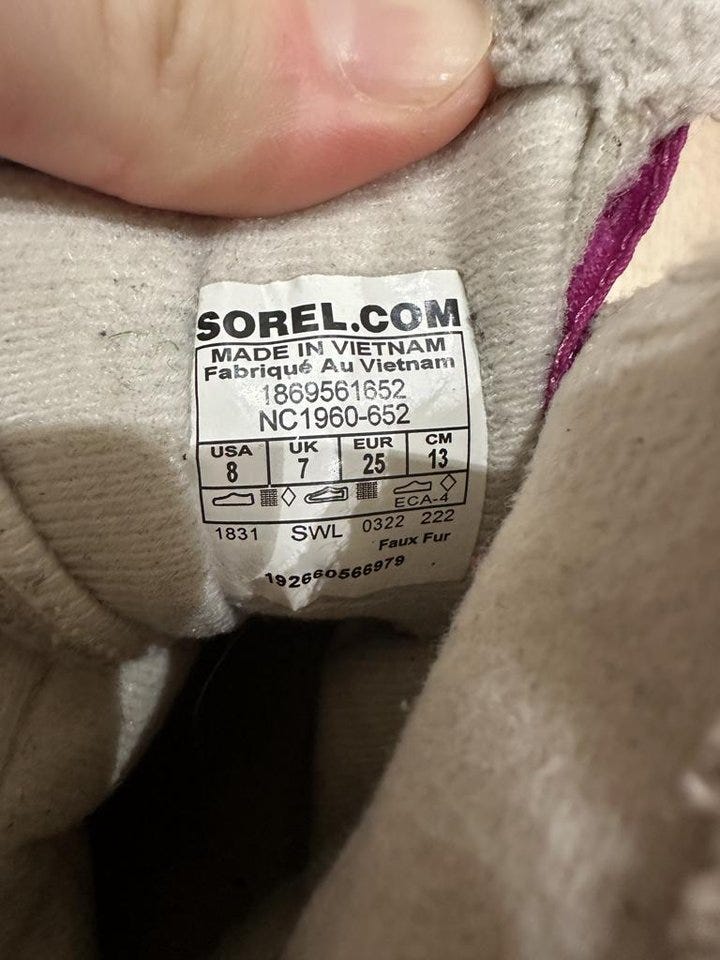 SOREL.COM
MADE IN VIETNAM
Fabriqué Au Vietnam
1869561652
NC1960-652
USA UK EUR CM
8 7 25 13
ECA-4
1831 SWL 0322 222
Faux Fur
192660566979